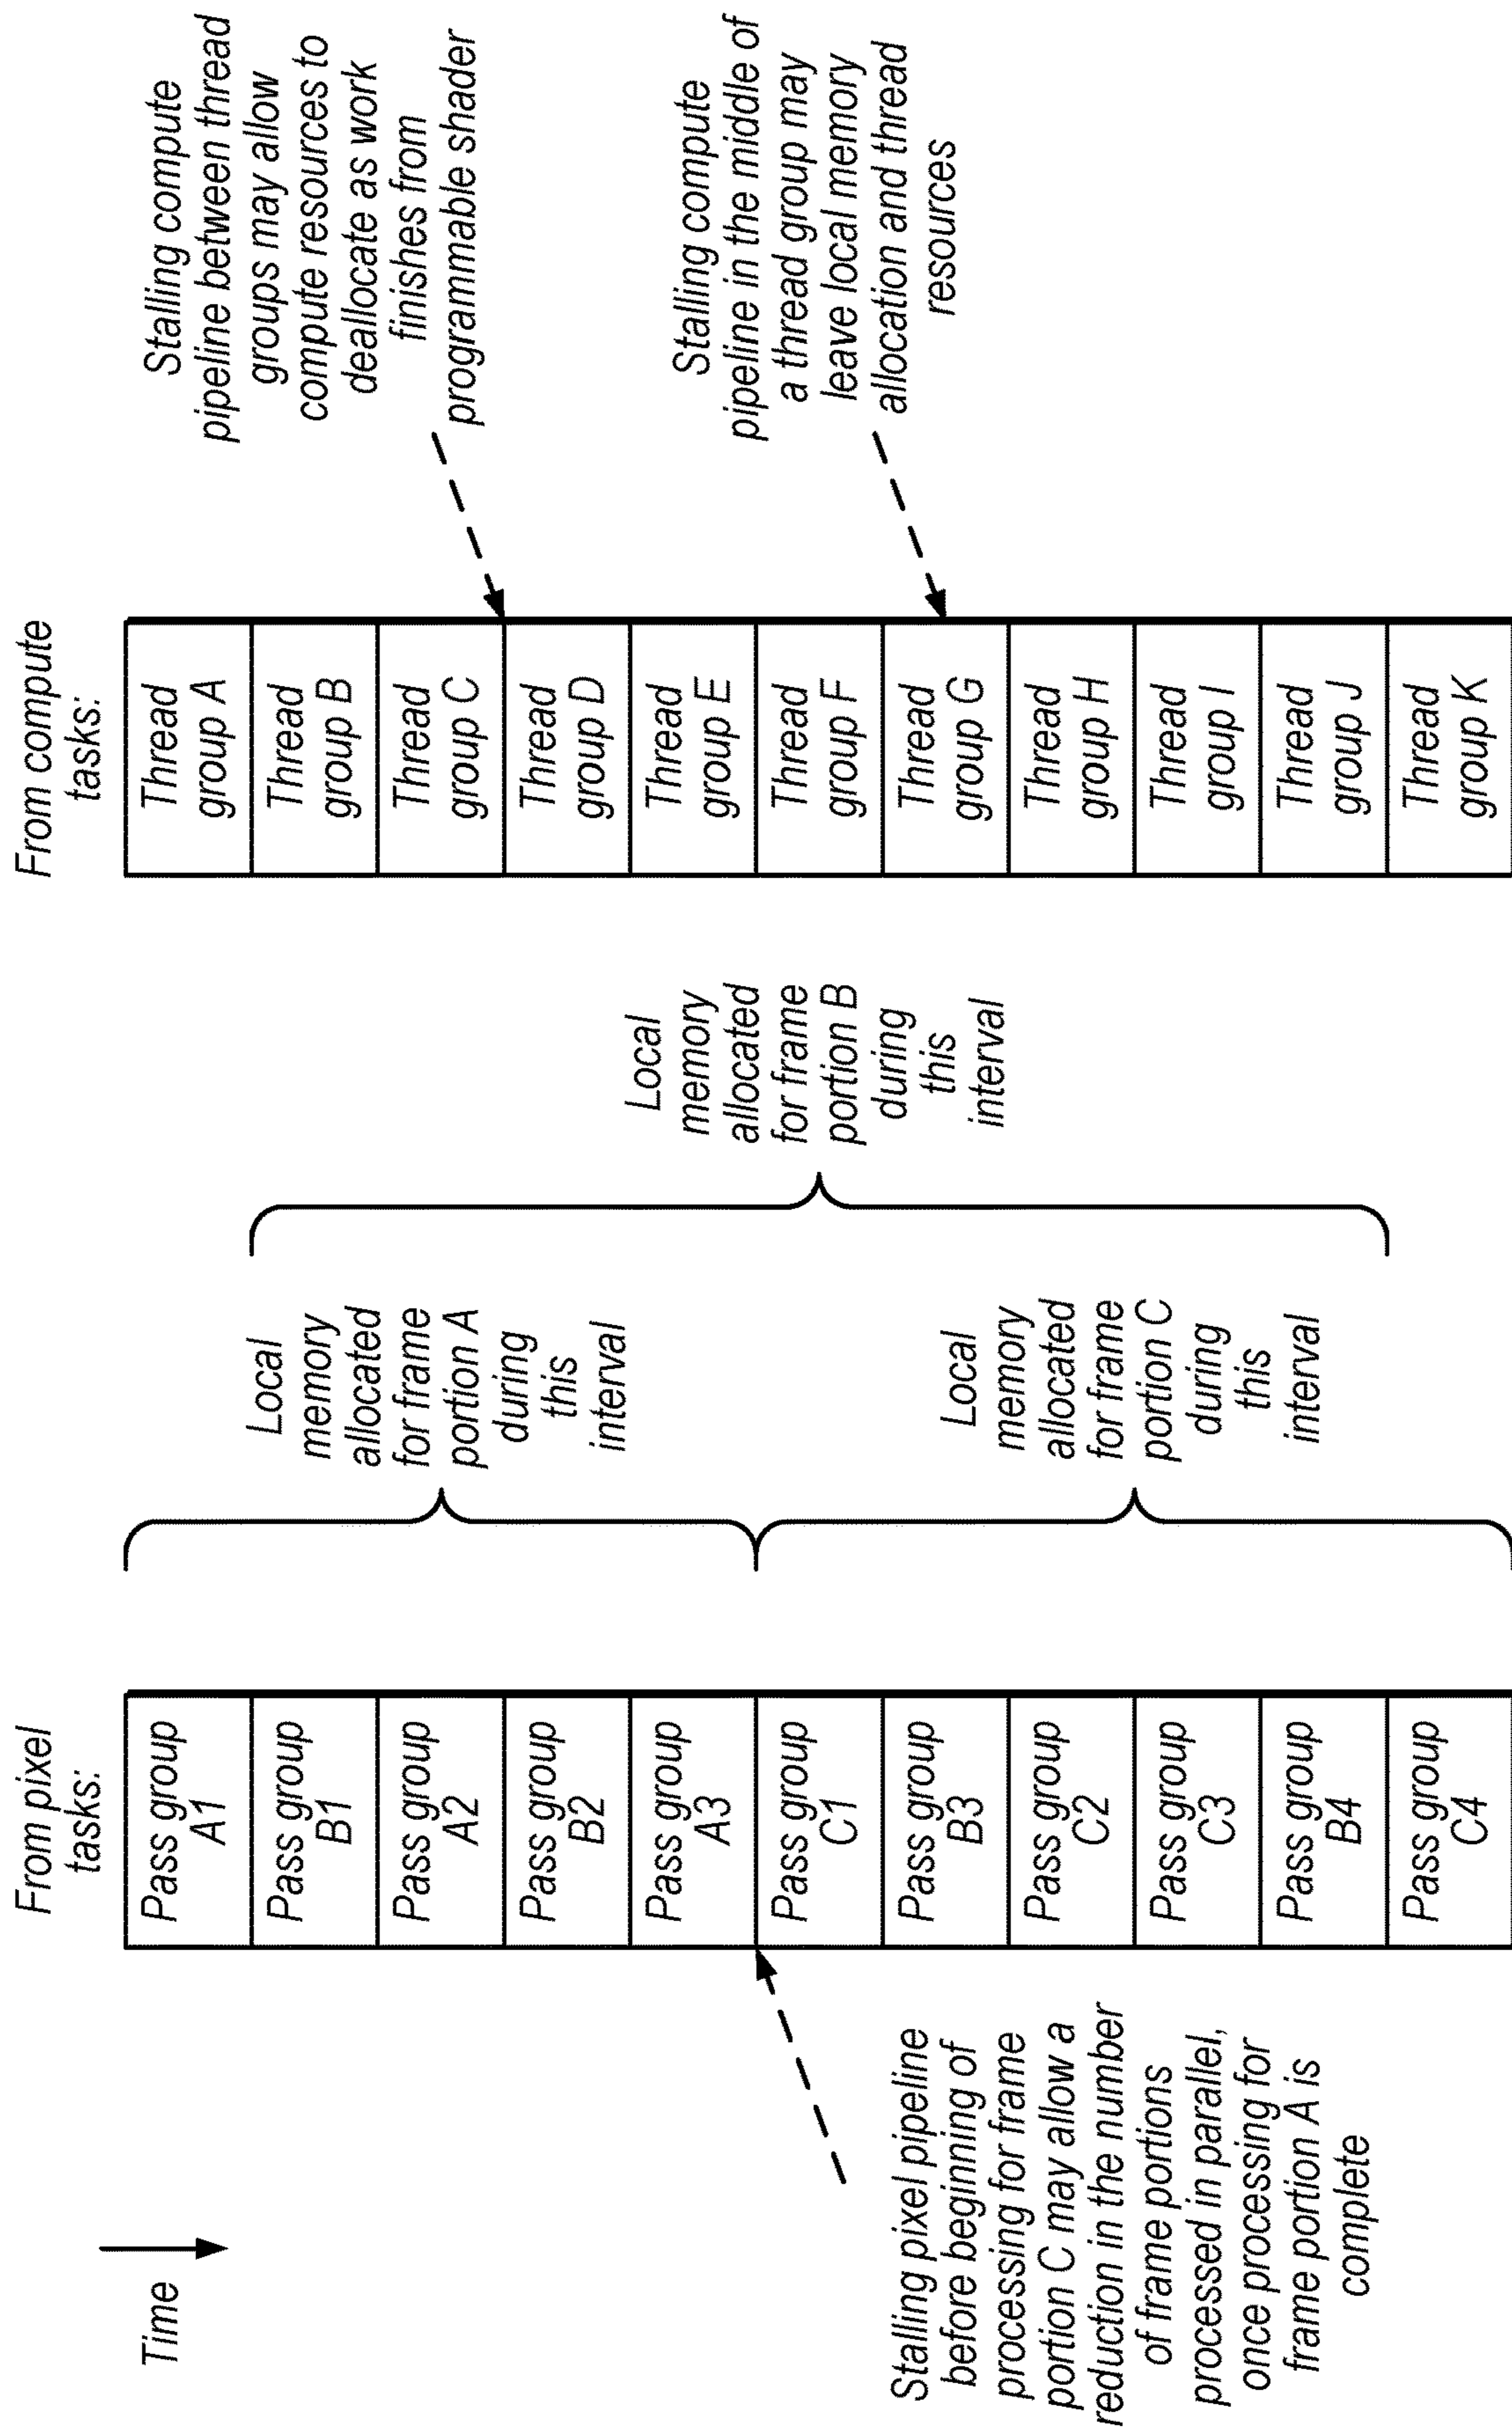 Time
Stalling pixel pipeline
before beginning of
processing for frame
portion C may allow a
reduction in the number
of frame portions
processed in parallel,
once processing for
frame portion A is
complete
From pixel
tasks:
Pass group
A1
Pass group
B1
Pass group
A2
Pass group
B2
Pass group
A3
Pass group
C1
Pass group
B3
Pass group
C2
Pass group
C3
Pass group
B4
Pass group
C4
Local
memory
allocated
for frame
portion A
during
this
interval
Local
memory
allocated
for frame
portion C
during
this
interval
Local
memory
allocated
for frame
portion B
during
this
interval
From compute
tasks:
Thread
group A
Thread
group B
Thread
group C
Thread
group D
Thread
group E
Thread
group F
Thread
group G
Thread
group H
Thread
group I
Thread
group J
Thread
group K
Stalling compute
pipeline between thread
groups may allow
compute resources to
deallocate as work
finishes from
programmable shader
Stalling compute
pipeline in the middle of
a thread group may
leave local memory
allocation and thread
resources